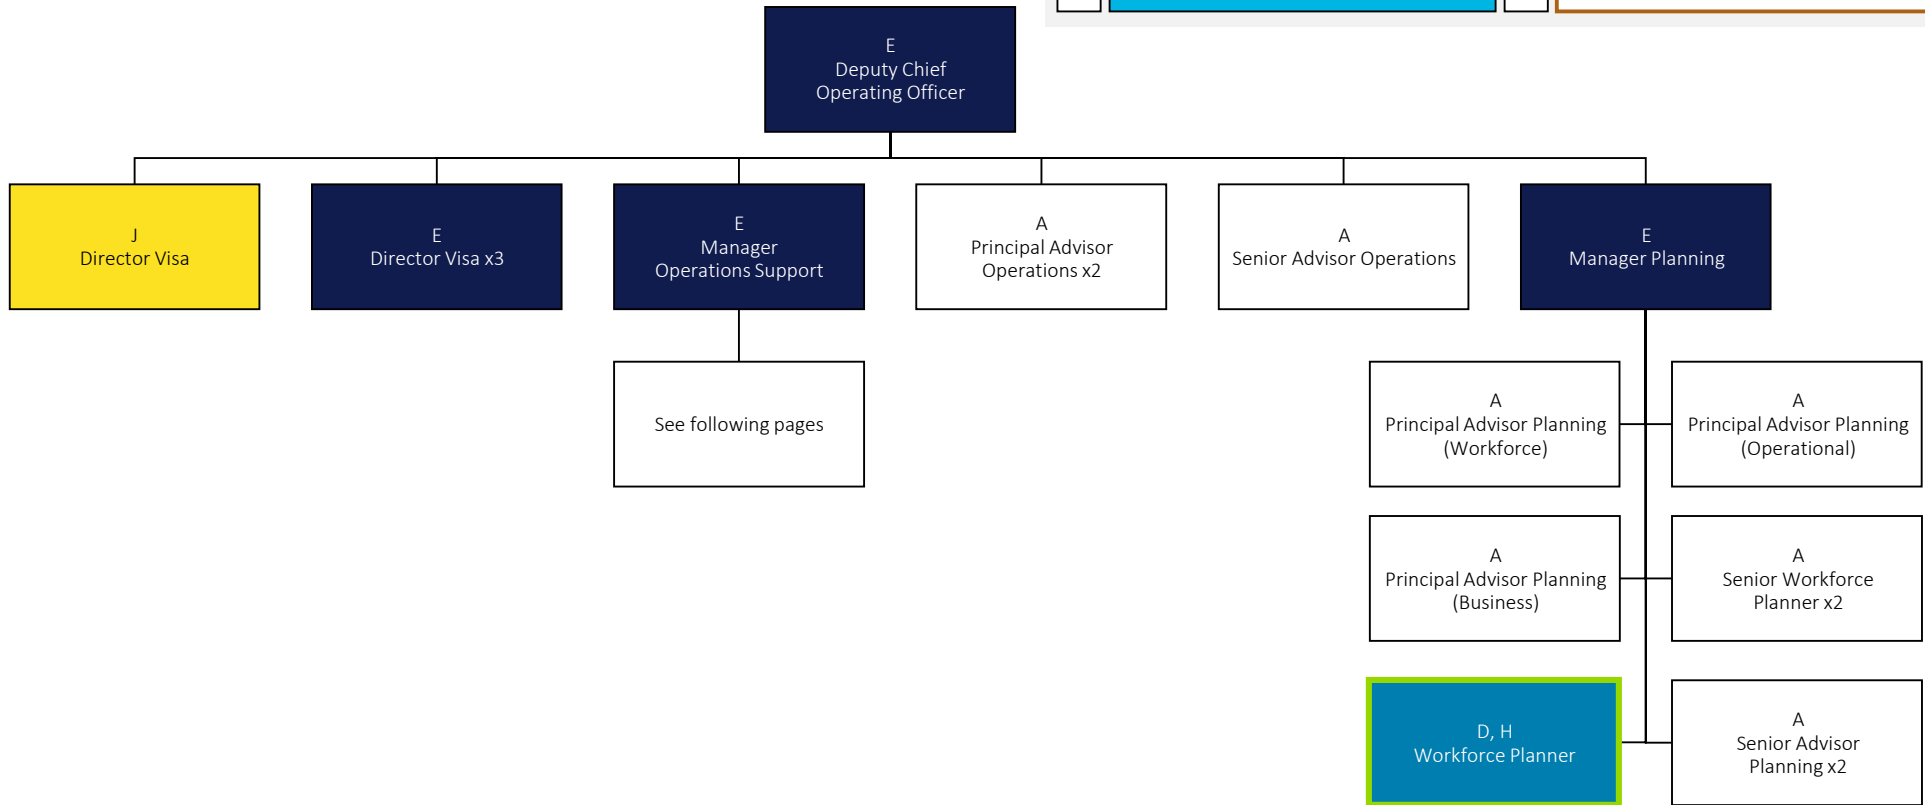 E
Deputy Chief
Operating Officer
J
Director Visa
E
Director Visa x3
E
Manager
Operations Support
A
Principal Advisor
Operations x2
A
Senior Advisor Operations
E
Manager Planning
See following pages
A
Principal Advisor Planning
(Workforce)
A
Principal Advisor Planning
(Operational)
A
Principal Advisor Planning
(Business)
A
Senior Workforce
Planner x2
D, H
Workforce Planner
A
Senior Advisor
Planning x2